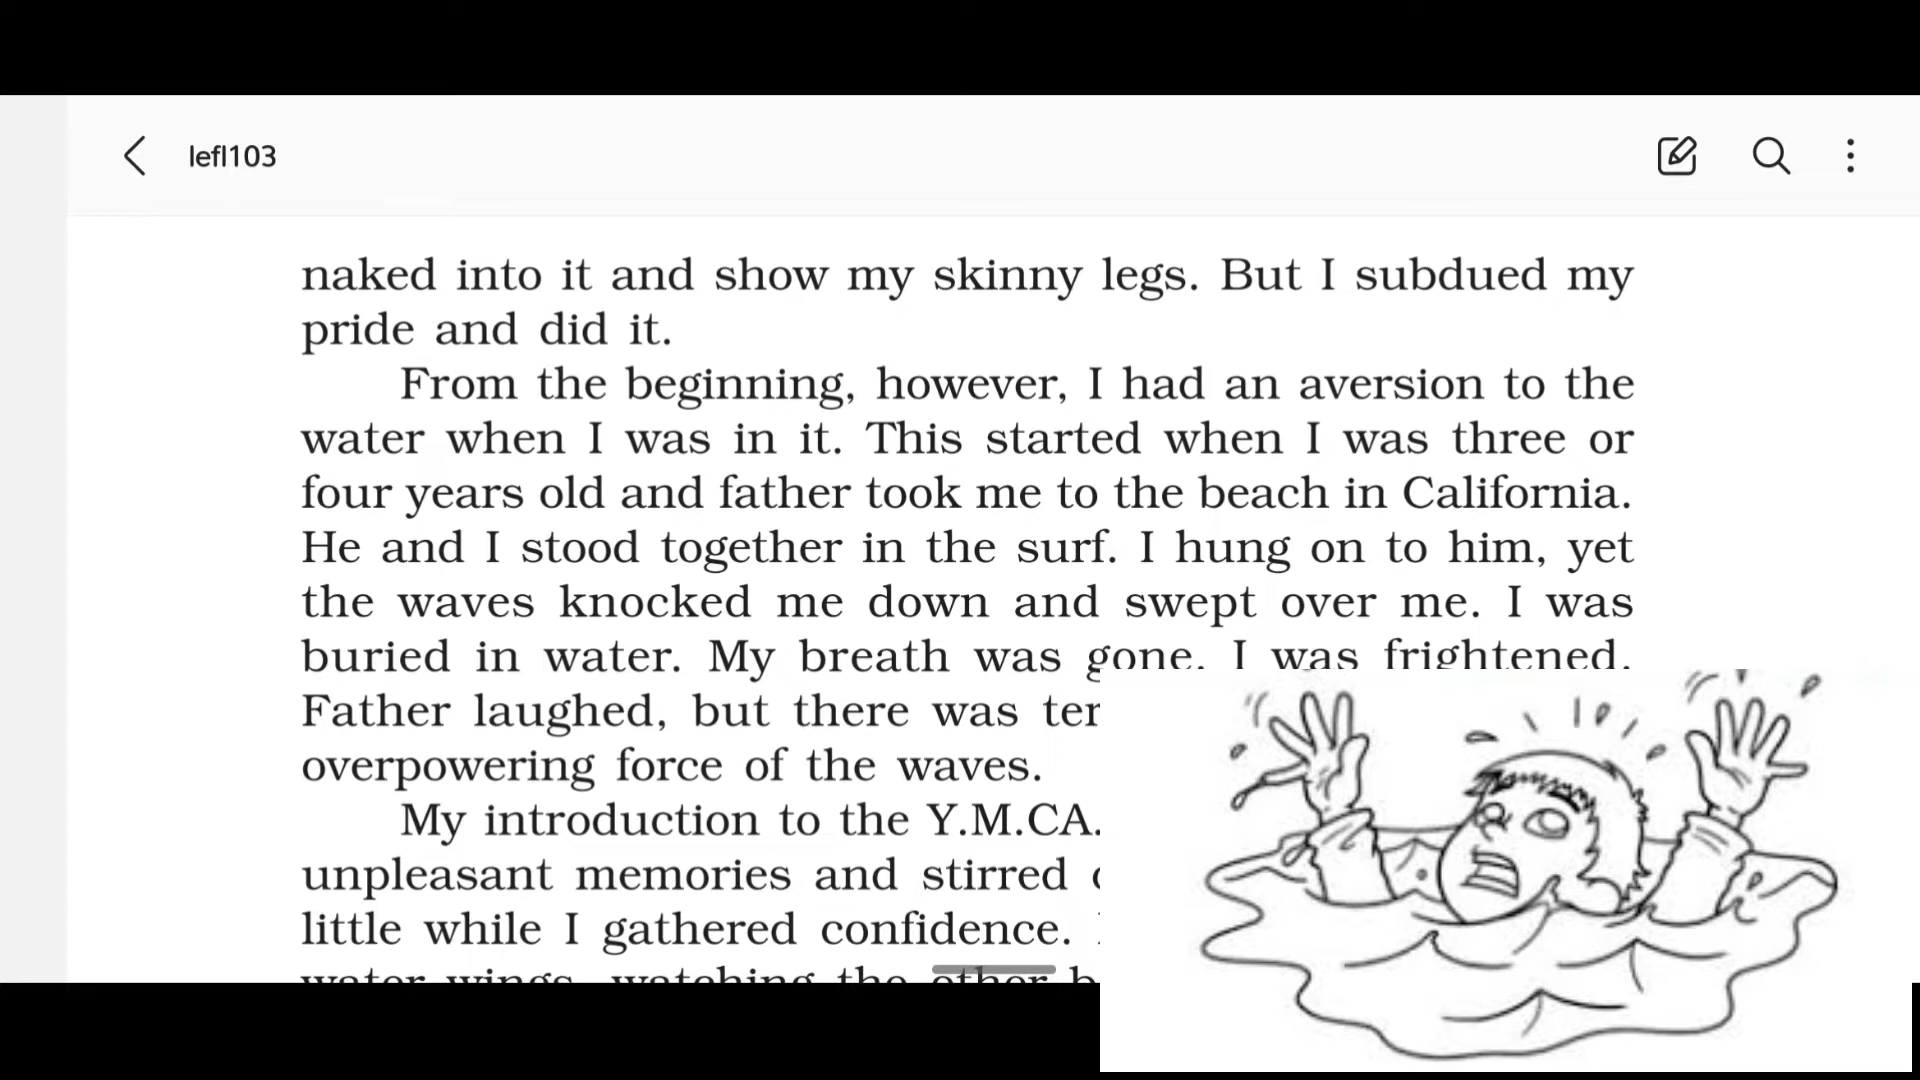 lefl103
naked into it and show my skinny legs. But I subdued my
pride and did it.
From the beginning, however, I had an aversion to the
water when I was in it. This started when I was three or
four years old and father took me to the beach in California.
He and I stood together in the surf. I hung on to him, yet
the waves knocked me down and swept over me. I was
buried in water. My breath was gone. I was frightened.
Father laughed, but there was
overpowering force of the waves.
My introduction to the Y.M.CA.
unpleasant memories and stirred
little while I gathered confidence.
water wings, watching the other